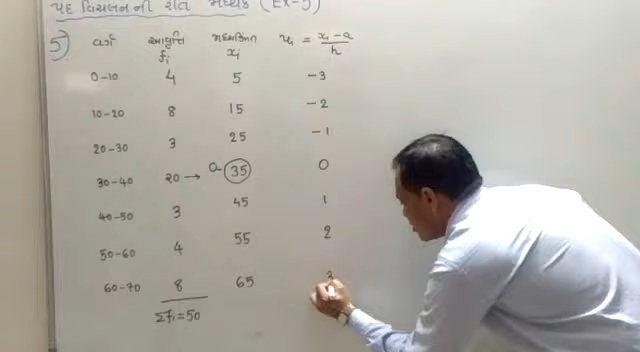 પદ વિચલનની રીત મધ્યક (Ex-5)
5) વર્ગ આવૃત્તિ fi મધ્યકિંમત xi ui = xi - a / h
0-10 4 5 -3
10-20 8 15 -2
20-30 3 25 -1
30-40 20 → a 35 0
40-50 3 45 1
50-60 4 55 2
60-70 8 65 3
Σfi = 50